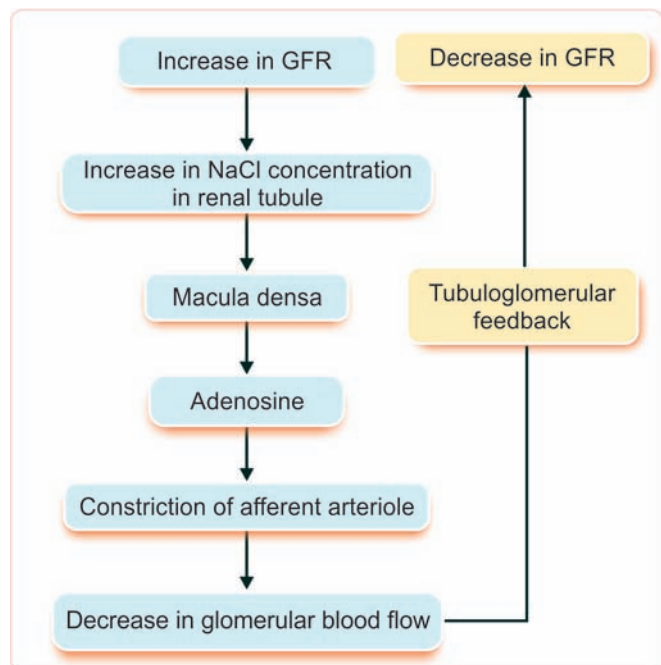 Increase in GFR
Decrease in GFR
Increase in NaCl concentration
in renal tubule
Macula densa
Tubuloglomerular
feedback
Adenosine
Constriction of afferent arteriole
Decrease in glomerular blood flow